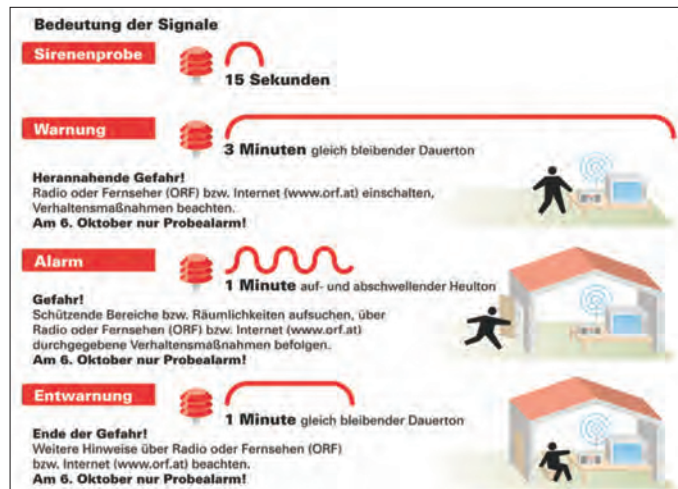 Bedeutung der Signale
Sirenenprobe
15 Sekunden
Warnung
3 Minuten gleich bleibender Dauerton
Herannahende Gefahr!
Radio oder Fernseher (ORF) bzw. Internet (www.orf.at) einschalten,
Verhaltensmaßnahmen beachten.
Am 6. Oktober nur Probealarm!
Alarm
1 Minute auf- und abschwellender Heulton
Gefahr!
Schützende Bereiche bzw. Räumlichkeiten aufsuchen, über
Radio oder Fernsehen (ORF) bzw. Internet (www.orf.at)
durchgegebene Verhaltensmaßnahmen befolgen.
Am 6. Oktober nur Probealarm!
Entwarnung
1 Minute gleich bleibender Dauerton
Ende der Gefahr!
Weitere Hinweise über Radio oder Fernsehen (ORF)
bzw. Internet (www.orf.at) beachten.
Am 6. Oktober nur Probealarm!